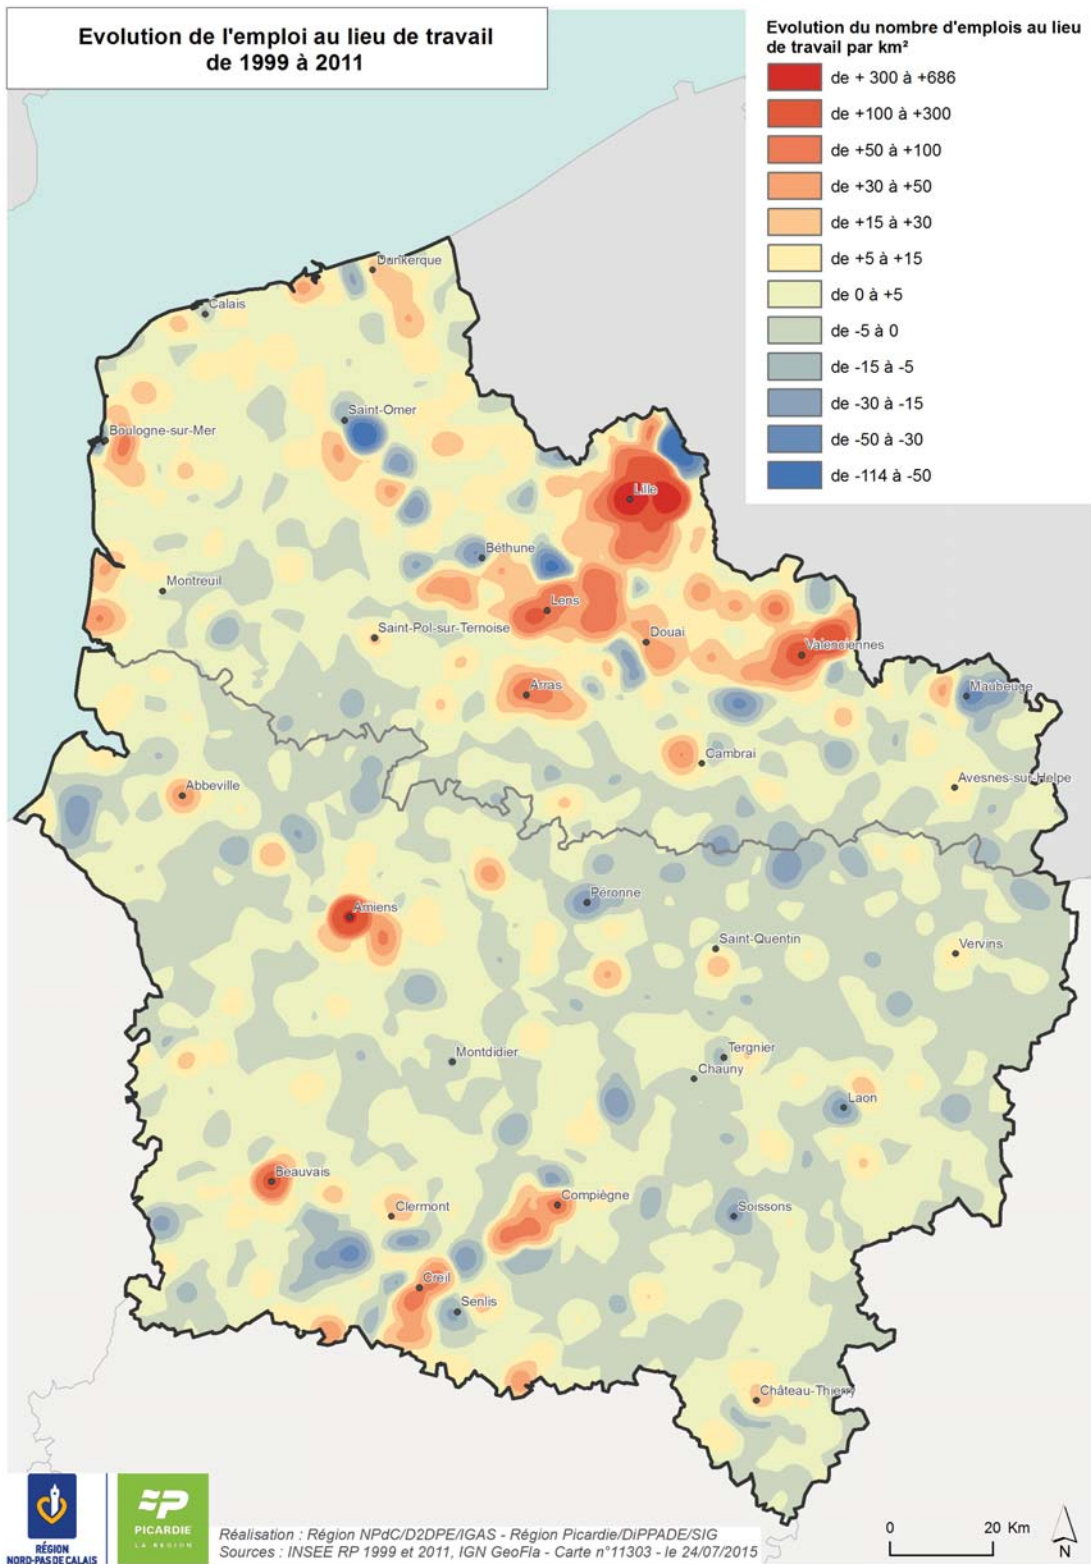 Evolution de l'emploi au lieu de travail
de 1999 à 2011
Evolution du nombre d'emplois au lieu
de travail par km²
de + 300 à +686
de +100 à +300
de +50 à +100
de +30 à +50
de +15 à +30
de +5 à +15
de 0 à +5
de -5 à 0
de -15 à -5
de -30 à -15
de -50 à -30
de -114 à -50
Dunkerque
Calais
Saint-Omer
Boulogne-sur-Mer
Lille
Béthune
Montreuil
Lens
Saint-Pol-sur-Ternoise
Douai
Valenciennes
Arras
Maubeuge
Cambrai
Abbeville
Avesnes-sur-Helpe
Péronne
Amiens
Saint-Quentin
Vervins
Montdidier
Tergnier
Chauny
Laon
Beauvais
Compiègne
Clermont
Soissons
Creil
Senlis
Château-Thierry
RÉGION
NORD-PAS DE CALAIS
PICARDIE
LA RÉGION
Réalisation : Région NPdC/D2DPE/IGAS - Région Picardie/DiPPADE/SIG
Sources : INSEE RP 1999 et 2011, IGN GeoFla - Carte n°11303 - le 24/07/2015
0 20 Km
N